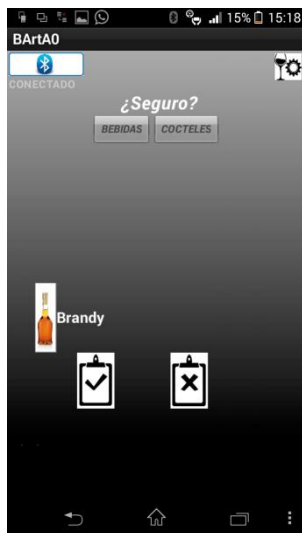 15% 15:18
BArtA0
CONECTADO
¿Seguro?
BEBIDAS COCTELES
Brandy